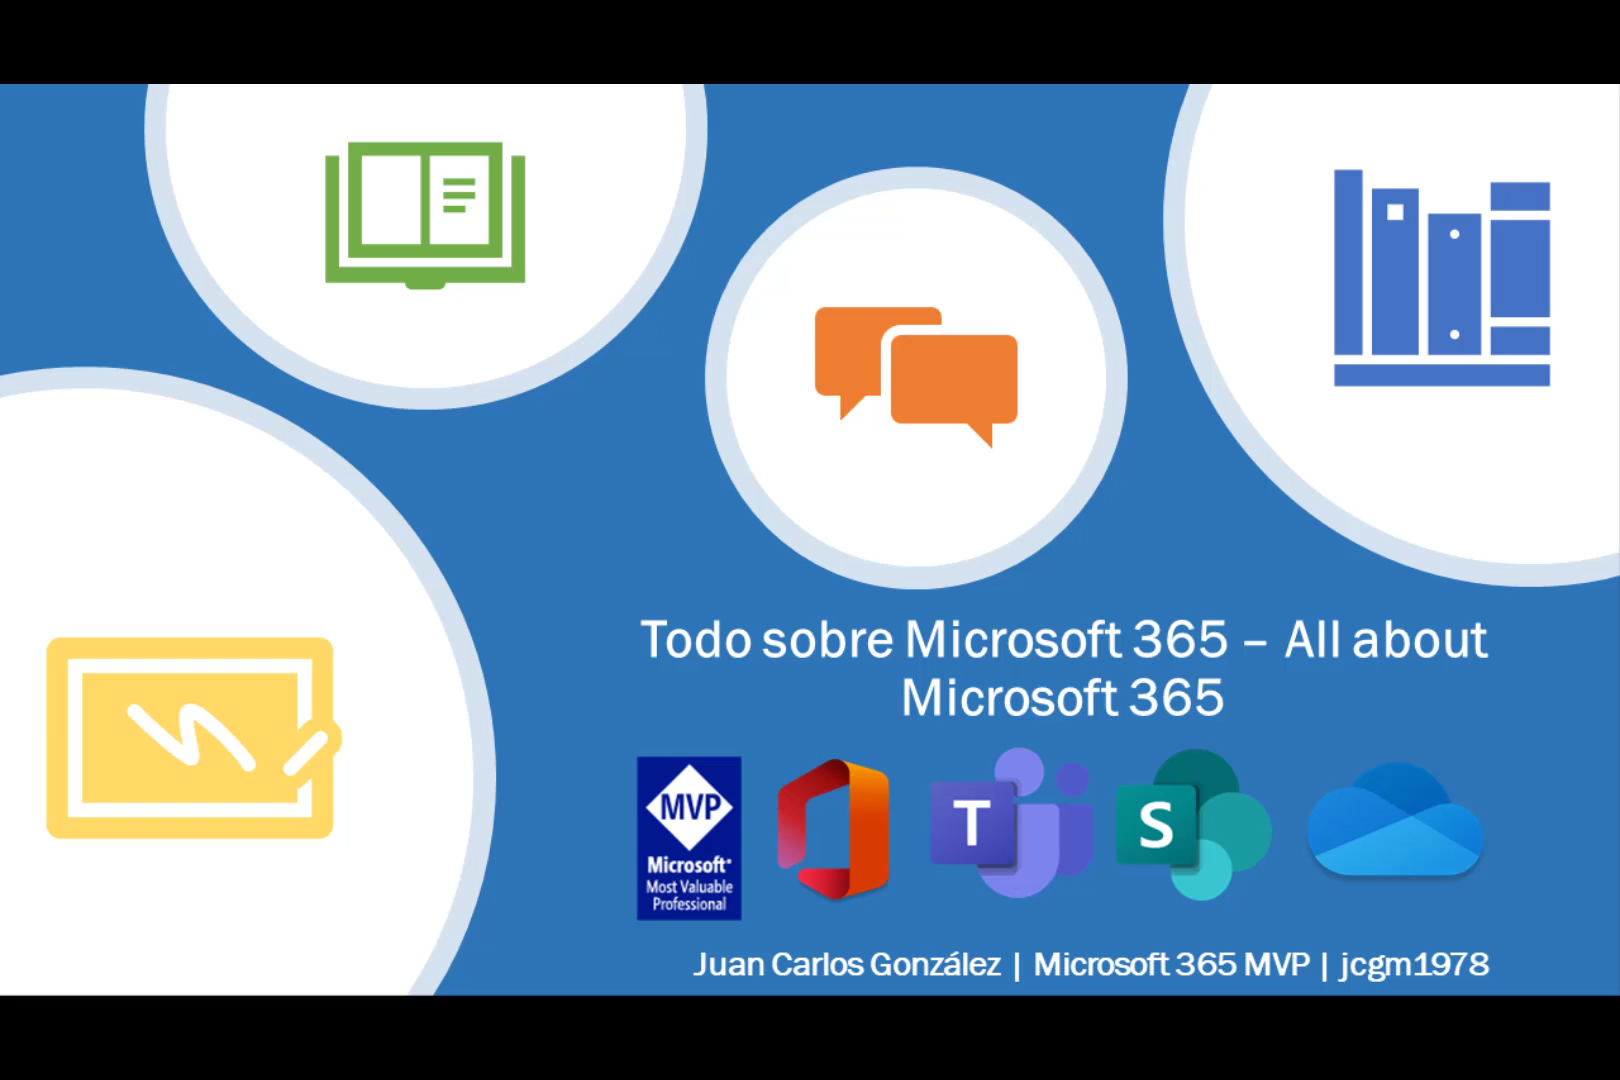 Todo sobre Microsoft 365 – All about
Microsoft 365
MVP
Microsoft®
Most Valuable
Professional
T
S
Juan Carlos González | Microsoft 365 MVP | jcgm1978